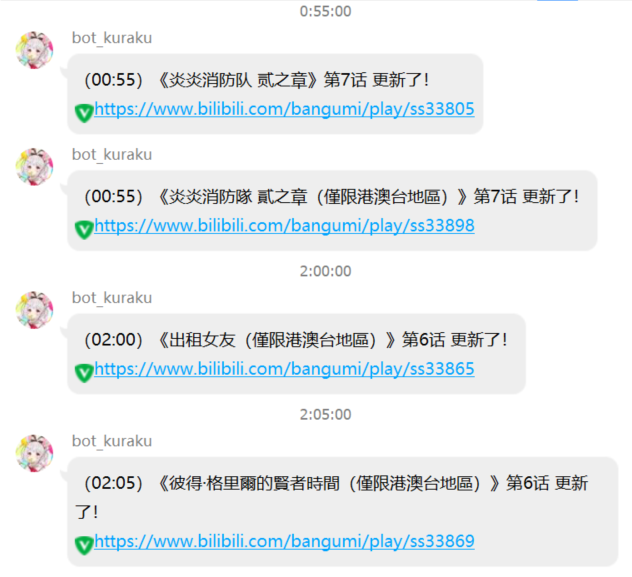 0:55:00
bot_kuraku
（00:55）《炎炎消防队 贰之章》第7话 更新了！
https://www.bilibili.com/bangumi/play/ss33805
bot_kuraku
（00:55）《炎炎消防隊 貳之章（僅限港澳台地區）》第7话 更新了！
https://www.bilibili.com/bangumi/play/ss33898
2:00:00
bot_kuraku
（02:00）《出租女友（僅限港澳台地區）》第6话 更新了！
https://www.bilibili.com/bangumi/play/ss33865
2:05:00
bot_kuraku
（02:05）《彼得·格里爾的賢者時間（僅限港澳台地區）》第6话 更新
了！
https://www.bilibili.com/bangumi/play/ss33869